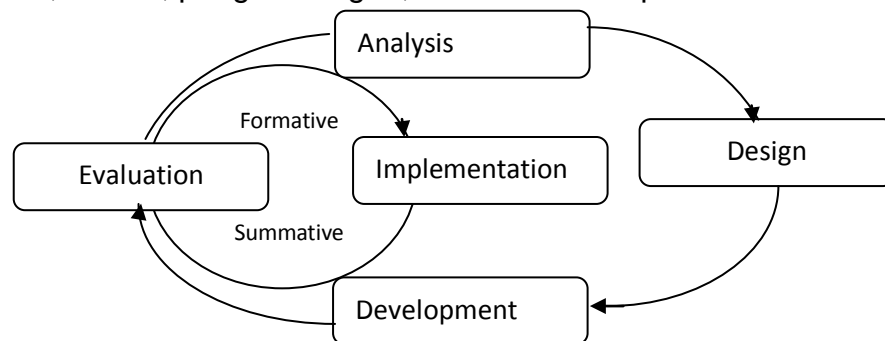 Analysis
Formative
Evaluation
Implementation
Design
Summative
Development